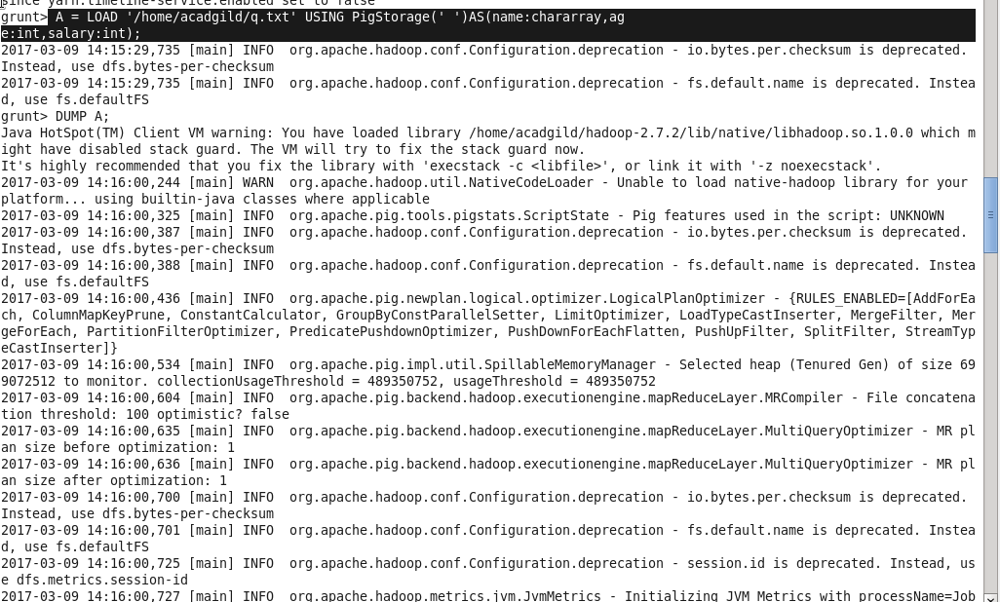 since yarn.timeline-service.enabled set to false
grunt> A = LOAD '/home/acadgild/q.txt' USING PigStorage(' ')AS(name:chararray,ag
e:int,salary:int);
2017-03-09 14:15:29,735 [main] INFO  org.apache.hadoop.conf.Configuration.deprecation - io.bytes.per.checksum is deprecated.
Instead, use dfs.bytes-per-checksum
2017-03-09 14:15:29,735 [main] INFO  org.apache.hadoop.conf.Configuration.deprecation - fs.default.name is deprecated. Instea
d, use fs.defaultFS
grunt> DUMP A;
Java HotSpot(TM) Client VM warning: You have loaded library /home/acadgild/hadoop-2.7.2/lib/native/libhadoop.so.1.0.0 which m
ight have disabled stack guard. The VM will try to fix the stack guard now.
It's highly recommended that you fix the library with 'execstack -c <libfile>', or link it with '-z noexecstack'.
2017-03-09 14:16:00,244 [main] WARN  org.apache.hadoop.util.NativeCodeLoader - Unable to load native-hadoop library for your
platform... using builtin-java classes where applicable
2017-03-09 14:16:00,325 [main] INFO  org.apache.pig.tools.pigstats.ScriptState - Pig features used in the script: UNKNOWN
2017-03-09 14:16:00,387 [main] INFO  org.apache.hadoop.conf.Configuration.deprecation - io.bytes.per.checksum is deprecated.
Instead, use dfs.bytes-per-checksum
2017-03-09 14:16:00,388 [main] INFO  org.apache.hadoop.conf.Configuration.deprecation - fs.default.name is deprecated. Instea
d, use fs.defaultFS
2017-03-09 14:16:00,436 [main] INFO  org.apache.pig.newplan.logical.optimizer.LogicalPlanOptimizer - {RULES_ENABLED=[AddForEa
ch, ColumnMapKeyPrune, ConstantCalculator, GroupByConstParallelSetter, LimitOptimizer, LoadTypeCastInserter, MergeFilter, Mer
geForEach, PartitionFilterOptimizer, PredicatePushdownOptimizer, PushDownForEachFlatten, PushUpFilter, SplitFilter, StreamTyp
eCastInserter]}
2017-03-09 14:16:00,534 [main] INFO  org.apache.pig.impl.util.SpillableMemoryManager - Selected heap (Tenured Gen) of size 69
9072512 to monitor. collectionUsageThreshold = 489350752, usageThreshold = 489350752
2017-03-09 14:16:00,604 [main] INFO  org.apache.pig.backend.hadoop.executionengine.mapReduceLayer.MRCompiler - File concatena
tion threshold: 100 optimistic? false
2017-03-09 14:16:00,635 [main] INFO  org.apache.pig.backend.hadoop.executionengine.mapReduceLayer.MultiQueryOptimizer - MR pl
an size before optimization: 1
2017-03-09 14:16:00,636 [main] INFO  org.apache.pig.backend.hadoop.executionengine.mapReduceLayer.MultiQueryOptimizer - MR pl
an size after optimization: 1
2017-03-09 14:16:00,700 [main] INFO  org.apache.hadoop.conf.Configuration.deprecation - io.bytes.per.checksum is deprecated.
Instead, use dfs.bytes-per-checksum
2017-03-09 14:16:00,701 [main] INFO  org.apache.hadoop.conf.Configuration.deprecation - fs.default.name is deprecated. Instea
d, use fs.defaultFS
2017-03-09 14:16:00,725 [main] INFO  org.apache.hadoop.conf.Configuration.deprecation - session.id is deprecated. Instead, us
e dfs.metrics.session-id
2017-03-09 14:16:00,727 [main] INFO  org.apache.hadoop.metrics.jvm.JvmMetrics - Initializing JVM Metrics with processName=Job